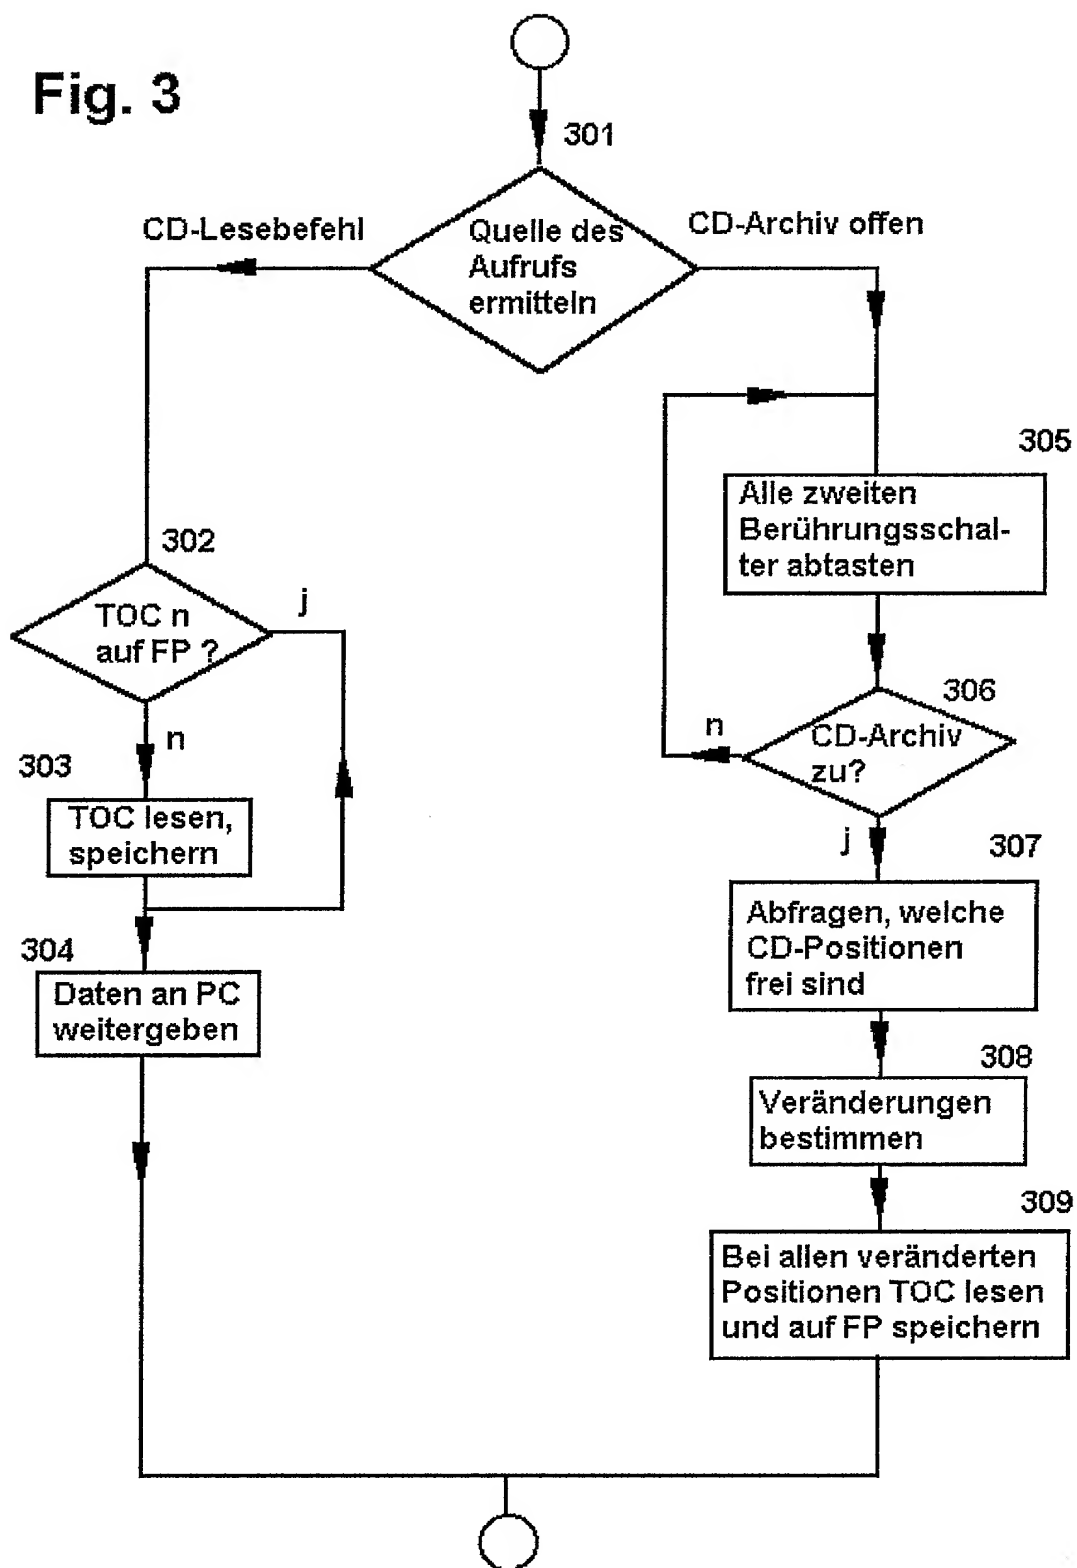 Fig. 3
301
CD-Lesebefehl
Quelle des
Aufrufs
ermitteln
CD-Archiv offen
302
TOC n
auf FP ?
j
n
303
TOC lesen,
speichern
304
Daten an PC
weitergeben
305
Alle zweiten
Berührungsschal-
ter abtasten
306
CD-Archiv
zu?
n
j
307
Abfragen, welche
CD-Positionen
frei sind
308
Veränderungen
bestimmen
309
Bei allen veränderten
Positionen TOC lesen
und auf FP speichern